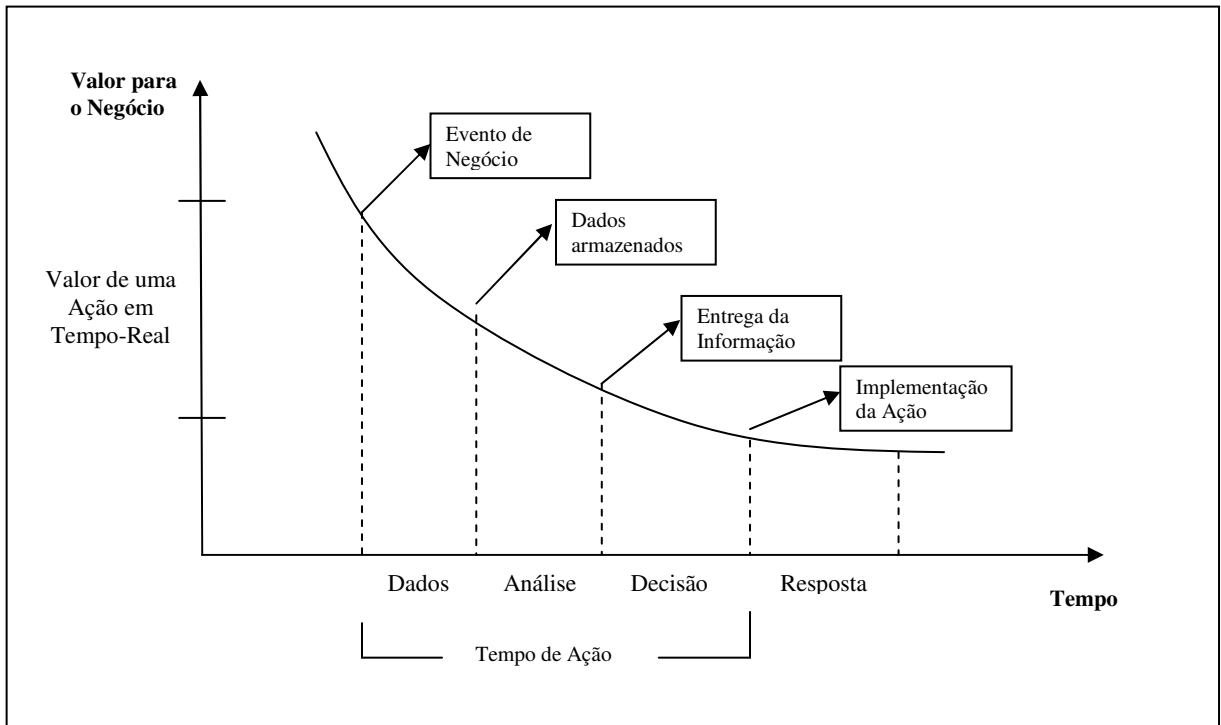 Valor para
o Negócio
Evento de
Negócio
Dados
armazenados
Valor de uma
Ação em
Tempo-Real
Entrega da
Informação
Implementação
da Ação
Dados Análise Decisão Resposta
Tempo
Tempo de Ação